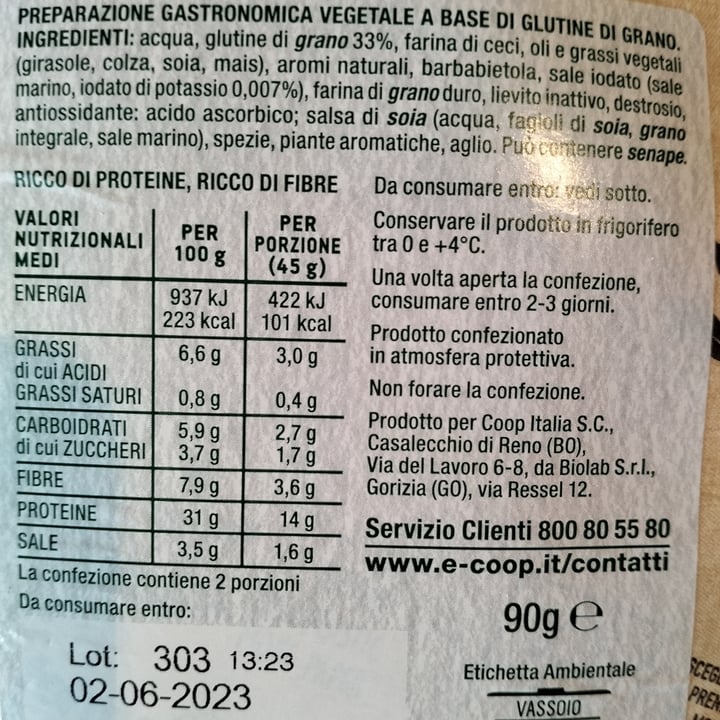 PREPARAZIONE GASTRONOMICA VEGETALE A BASE DI GLUTINE DI GRANO.
INGREDIENTI: acqua, glutine di grano 33%, farina di ceci, oli e grassi vegetali
(girasole, colza, soia, mais), aromi naturali, barbabietola, sale iodato (sale
marino, iodato di potassio 0,007%), farina di grano duro, lievito inattivo, destrosio,
antiossidante: acido ascorbico; salsa di soia (acqua, fagioli di soia, grano
integrale, sale marino), spezie, piante aromatiche, aglio. Può contenere senape.
RICCO DI PROTEINE, RICCO DI FIBRE
VALORI NUTRIZIONALI MEDI PER 100 g PER PORZIONE (45 g)
ENERGIA 937 kJ 422 kJ
223 kcal 101 kcal
GRASSI 6,6 g 3,0 g
di cui ACIDI
GRASSI SATURI 0,8 g 0,4 g
CARBOIDRATI 5,9 g 2,7 g
di cui ZUCCHERI 3,7 g 1,7 g
FIBRE 7,9 g 3,6 g
PROTEINE 31 g 14 g
SALE 3,5 g 1,6 g
La confezione contiene 2 porzioni
Da consumare entro:
Lot: 303 13:23
02-06-2023
Da consumare entro: vedi sotto.
Conservare il prodotto in frigorifero
tra 0 e +4°C.
Una volta aperta la confezione,
consumare entro 2-3 giorni.
Prodotto confezionato
in atmosfera protettiva.
Non forare la confezione.
Prodotto per Coop Italia S.C.,
Casalecchio di Reno (BO),
Via del Lavoro 6-8, da Biolab S.r.l.,
Gorizia (GO), via Ressel 12.
Servizio Clienti 800 80 55 80
www.e-coop.it/contatti
90g e
Etichetta Ambientale
VASSOIO